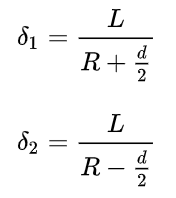 δ₁ = L / (R + d/2)
δ₂ = L / (R − d/2)